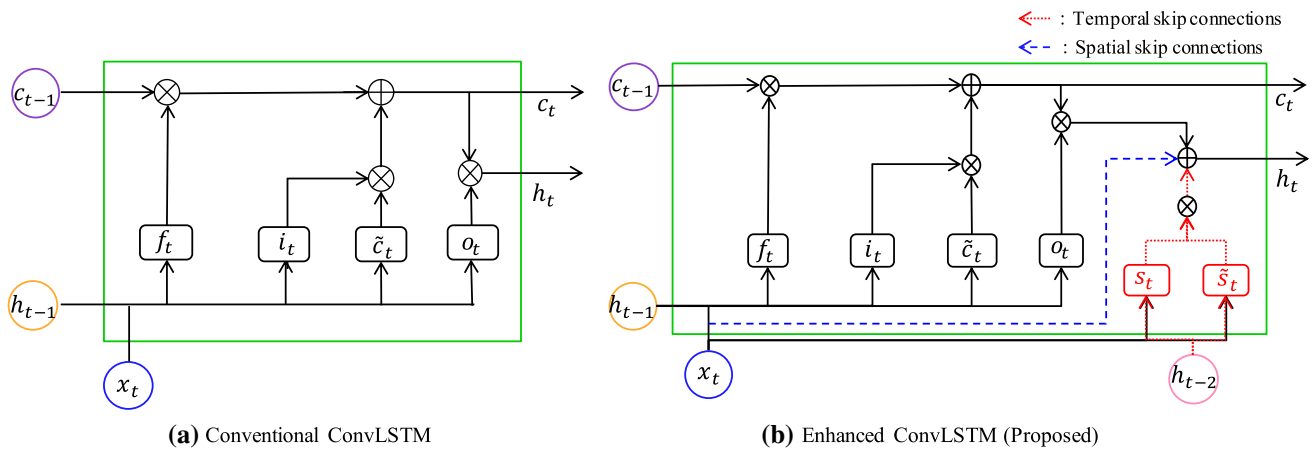 : Temporal skip connections
: Spatial skip connections
c_{t−1}
c_t
h_t
f_t
i_t
c̃_t
o_t
h_{t−1}
x_t
(a) Conventional ConvLSTM
c_{t−1}
c_t
h_t
f_t
i_t
c̃_t
o_t
s_t
s̃_t
h_{t−1}
x_t
h_{t−2}
(b) Enhanced ConvLSTM (Proposed)